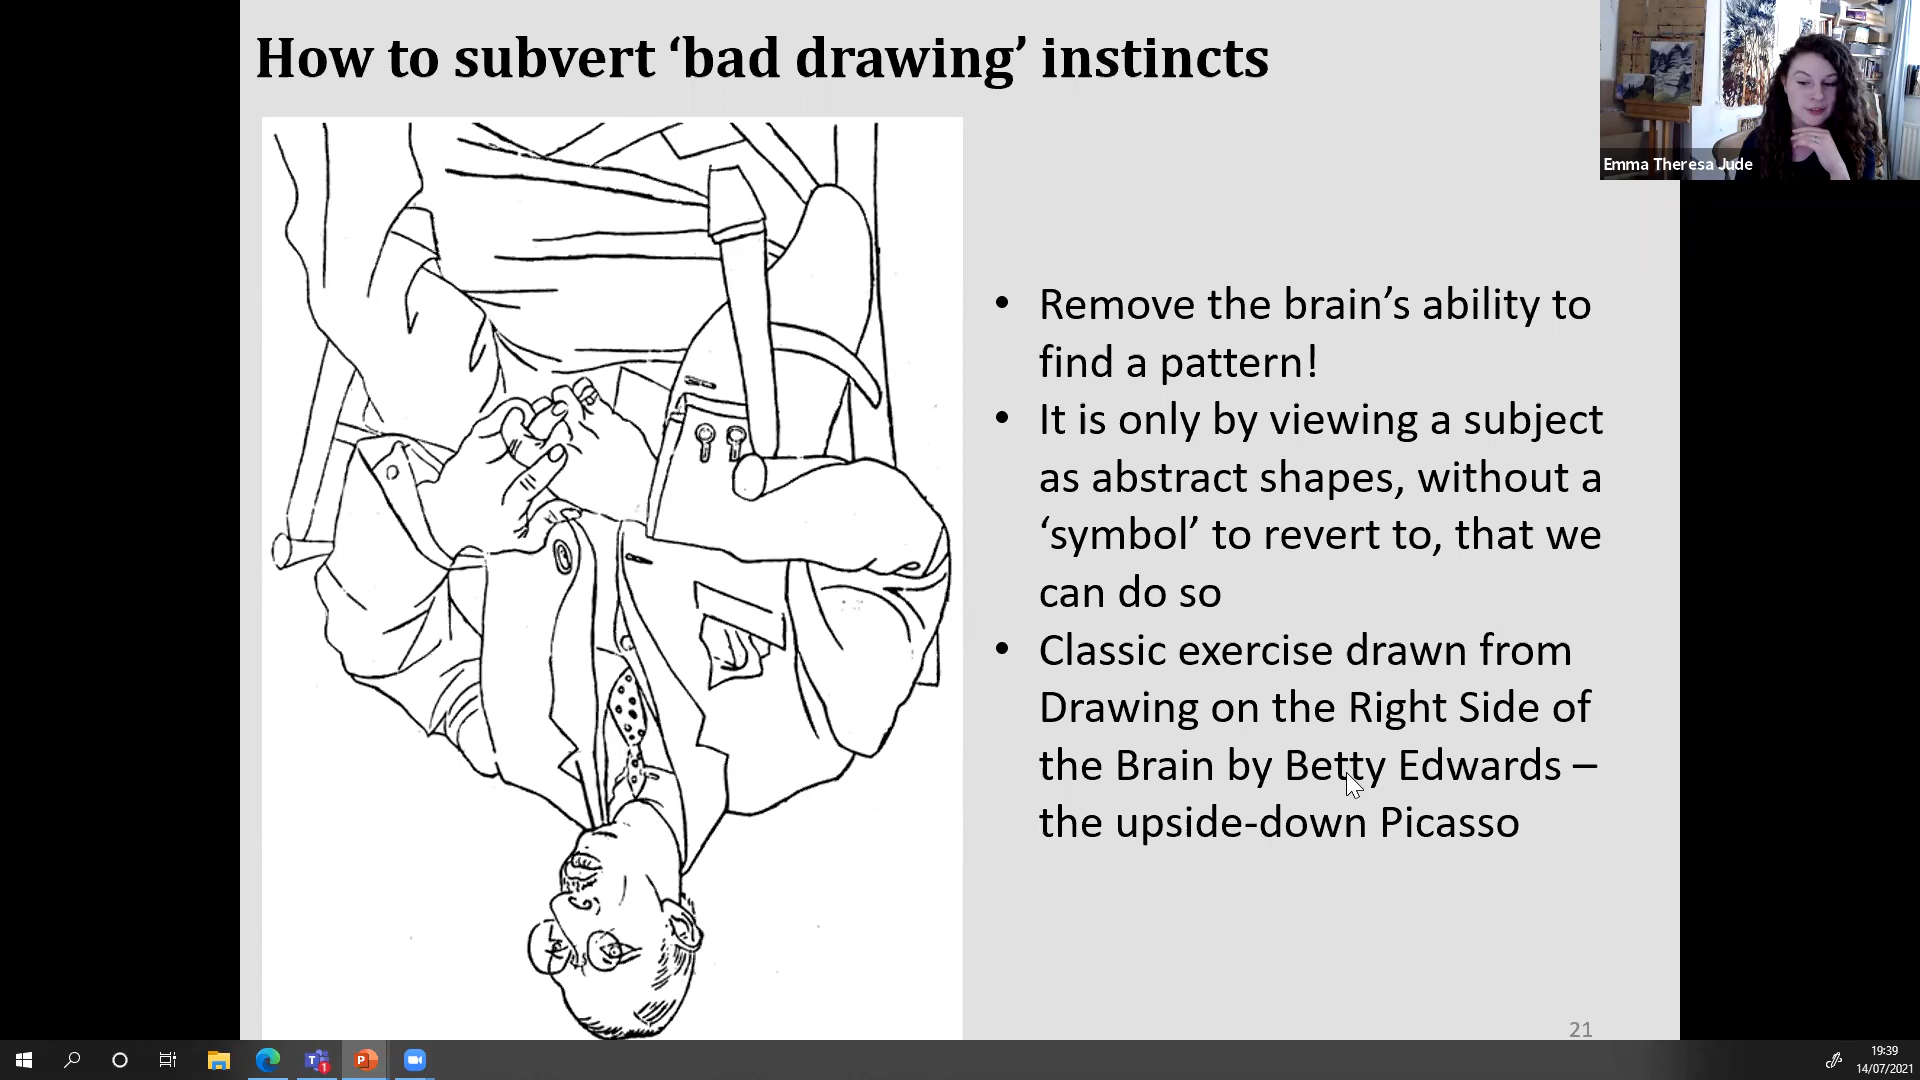 How to subvert ‘bad drawing’ instincts
Emma Theresa Jude
• Remove the brain’s ability to
find a pattern!
• It is only by viewing a subject
as abstract shapes, without a
‘symbol’ to revert to, that we
can do so
• Classic exercise drawn from
Drawing on the Right Side of
the Brain by Betty Edwards –
the upside-down Picasso
21
19:39
14/07/2021